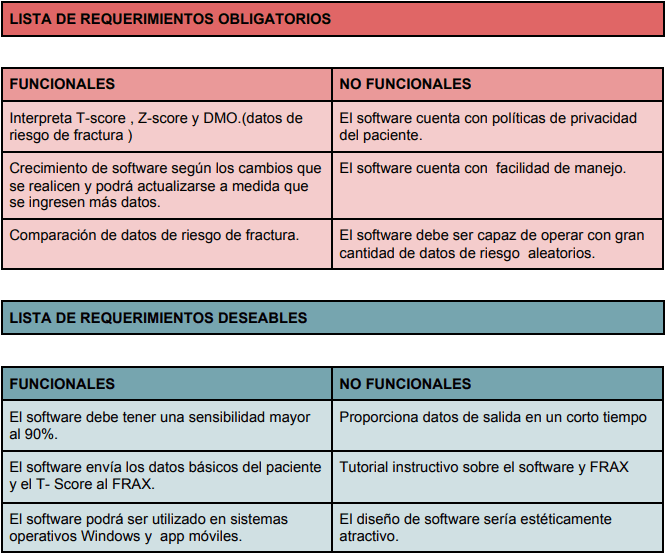 LISTA DE REQUERIMIENTOS OBLIGATORIOS
FUNCIONALES
NO FUNCIONALES
Interpreta T-score , Z-score y DMO.(datos de
riesgo de fractura )
El software cuenta con políticas de privacidad
del paciente.
Crecimiento de software según los cambios que
se realicen y podrá actualizarse a medida que
se ingresen más datos.
El software cuenta con  facilidad de manejo.
Comparación de datos de riesgo de fractura.
El software debe ser capaz de operar con gran
cantidad de datos de riesgo  aleatorios.
LISTA DE REQUERIMIENTOS DESEABLES
FUNCIONALES
NO FUNCIONALES
El software debe tener una sensibilidad mayor
al 90%.
Proporciona datos de salida en un corto tiempo
El software envía los datos básicos del paciente
y el T- Score al FRAX.
Tutorial instructivo sobre el software y FRAX
El software podrá ser utilizado en sistemas
operativos Windows y  app móviles.
El diseño de software sería estéticamente
atractivo.